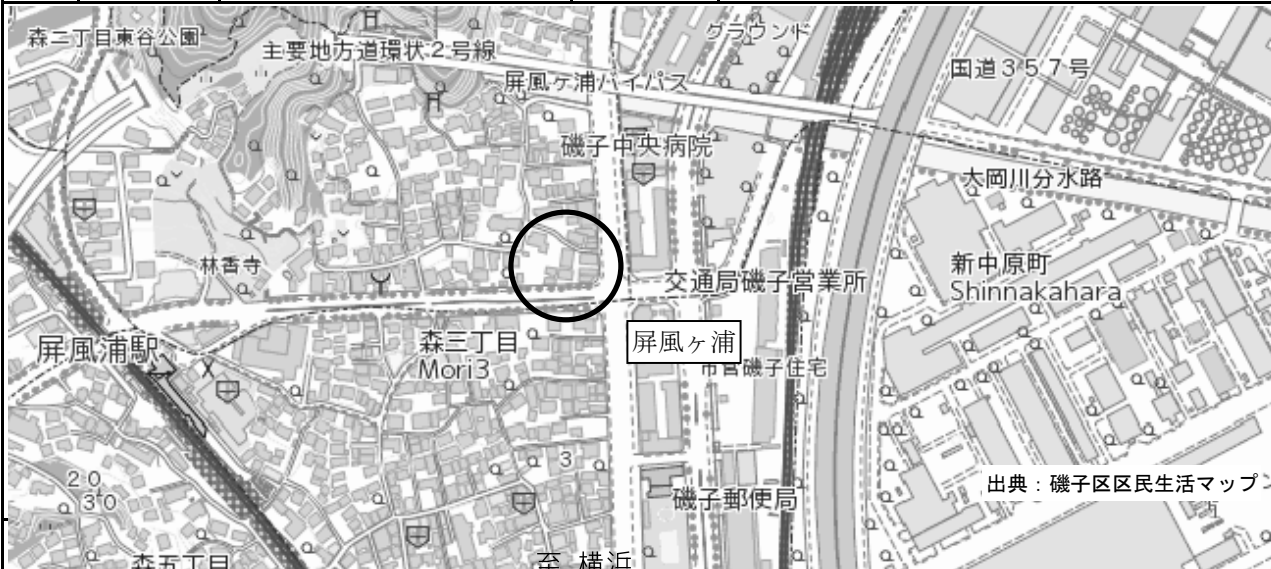 グラウンド
森二丁目東谷公園
主要地方道環状2号線
国道357号
屏風ヶ浦バイパス
磯子中央病院
大岡川分水路
林香寺
新中原町
Shinnakahara
交通局磯子営業所
屏風浦駅
森三丁目
Mori3
屏風ヶ浦
市営磯子住宅
3
20
30
出典：磯子区区民生活マップ
磯子郵便局
至 横浜
森五丁目